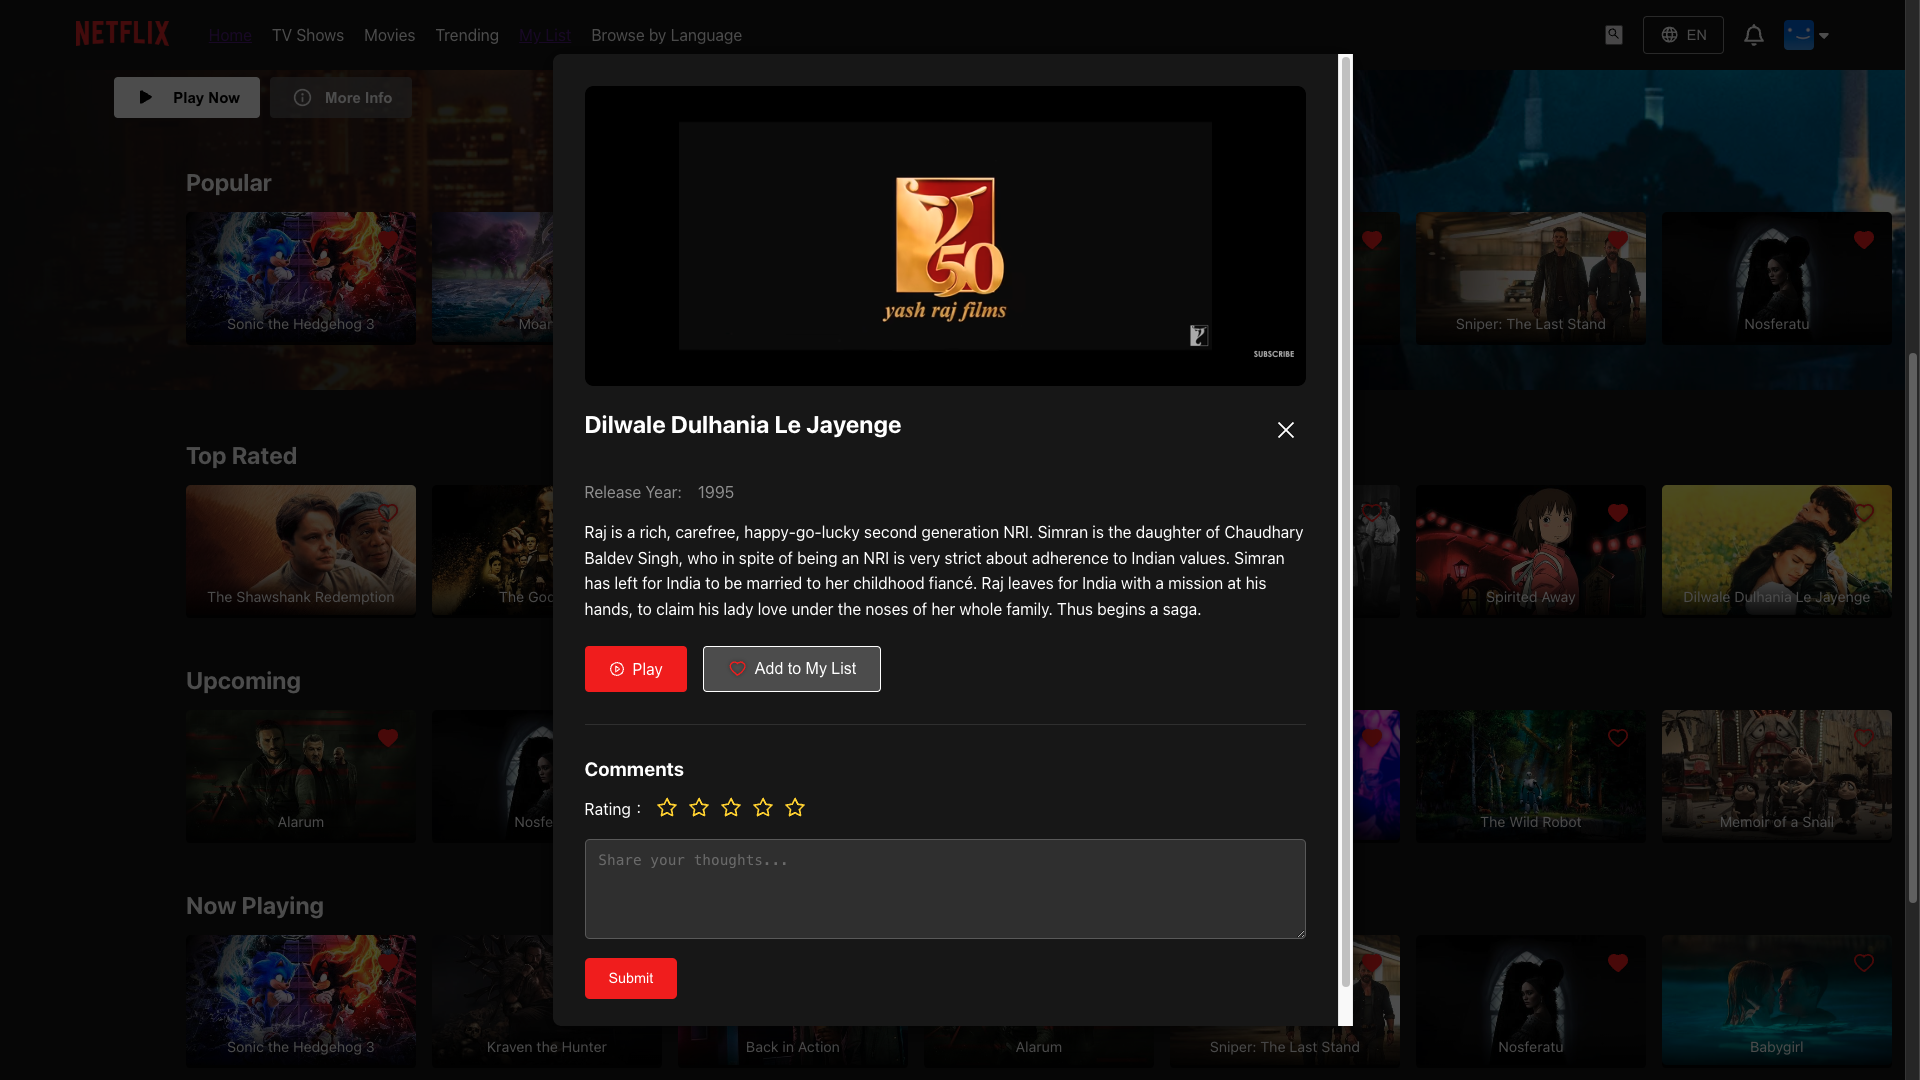 NETFLIX
Home TV Shows Movies Trending My List Browse by Language
EN
Play Now More Info
Popular
50
yash raj films
SUBSCRIBE
Sonic the Hedgehog 3
Moan
Sniper: The Last Stand
Nosferatu
Dilwale Dulhania Le Jayenge
Top Rated
Release Year: 1995
Raj is a rich, carefree, happy-go-lucky second generation NRI. Simran is the daughter of Chaudhary
Baldev Singh, who in spite of being an NRI is very strict about adherence to Indian values. Simran
has left for India to be married to her childhood fiancé. Raj leaves for India with a mission at his
hands, to claim his lady love under the noses of her whole family. Thus begins a saga.
The Shawshank Redemption
The God
Spirited Away
Dilwale Dulhania Le Jayenge
Play
Add to My List
Upcoming
Comments
Rating :
Alarum
Nosfe
The Wild Robot
Memoir of a Snail
Share your thoughts...
Now Playing
Submit
Sonic the Hedgehog 3
Kraven the Hunter
Back in Action
Alarum
Sniper: The Last Stand
Nosferatu
Babygirl